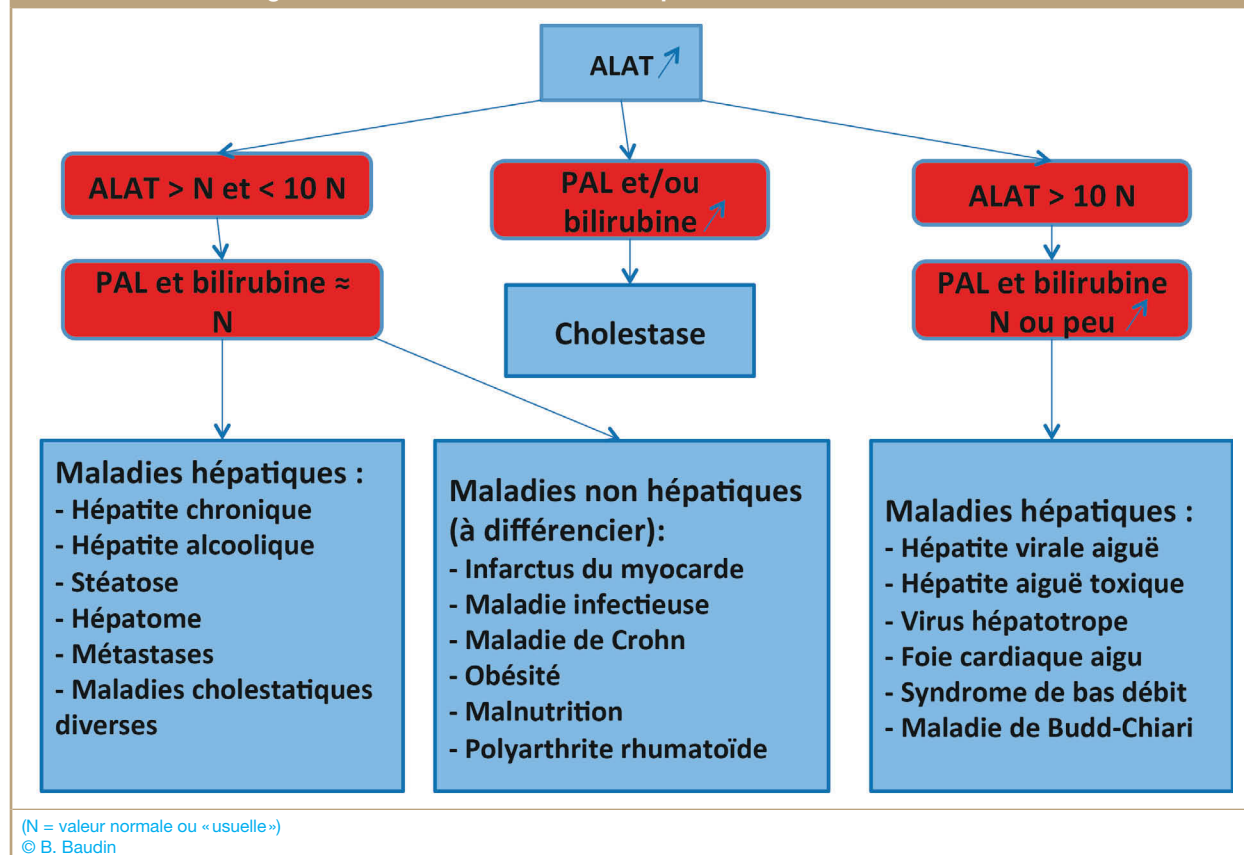 ALAT ↗
ALAT > N et < 10 N
PAL et/ou
bilirubine ↗
ALAT > 10 N
PAL et bilirubine ≈
N
PAL et bilirubine
N ou peu ↗
Cholestase
Maladies hépatiques :
- Hépatite chronique
- Hépatite alcoolique
- Stéatose
- Hépatome
- Métastases
- Maladies cholestatiques
diverses
Maladies non hépatiques
(à différencier):
- Infarctus du myocarde
- Maladie infectieuse
- Maladie de Crohn
- Obésité
- Malnutrition
- Polyarthrite rhumatoïde
Maladies hépatiques :
- Hépatite virale aiguë
- Hépatite aiguë toxique
- Virus hépatotrope
- Foie cardiaque aigu
- Syndrome de bas débit
- Maladie de Budd-Chiari
(N = valeur normale ou «usuelle»)
© B. Baudin